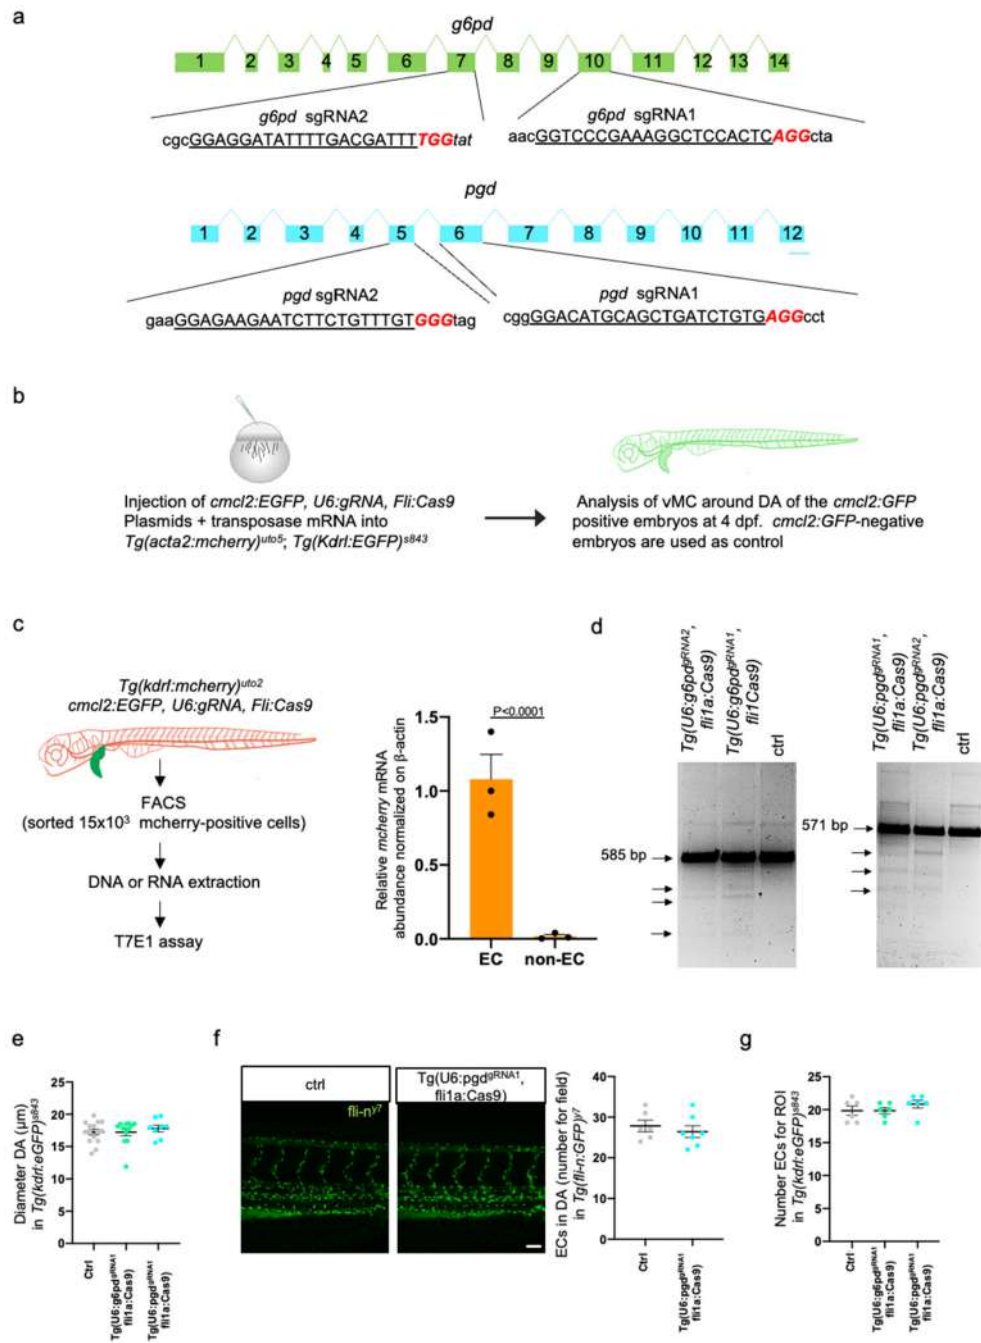 a
g6pd
1 2 3 4 5 6 7 8 9 10 11 12 13 14
g6pd sgRNA2
g6pd sgRNA1
cgcGGAGGATATTTTGACGATTTTGGtat
aacGGTCCCGAAAGGCTCCACTCAGGcta
pgd
1 2 3 4 5 6 7 8 9 10 11 12
pgd sgRNA2
pgd sgRNA1
gaaGGAGAAGAATCTTCTGTTTGTGGGtag
cggGGACATGCAGCTGATCTGTGAGGcct
b
Injection of cmcl2:EGFP, U6:gRNA, Fli:Cas9
Plasmids + transposase mRNA into
Tg(acta2:mcherry)uto5; Tg(Kdrl:EGFP)s843
Analysis of vMC around DA of the cmcl2:GFP
positive embryos at 4 dpf. cmcl2:GFP-negative
embryos are used as control
c
Tg(kdrl:mcherry)uto2
cmcl2:EGFP, U6:gRNA, Fli:Cas9
FACS
(sorted 15x10³ mcherry-positive cells)
DNA or RNA extraction
T7E1 assay
Relative mcherry mRNA
abundance normalized on β-actin
1.5
1.0
0.5
0.0
P<0.0001
EC non-EC
d
Tg(U6:g6pdgRNA2,
fli1a:Cas9)
Tg(U6:g6pdgRNA1,
fli1Cas9)
ctrl
585 bp
Tg(U6:pgdgRNA1,
fli1a:Cas9)
Tg(U6:pgdgRNA2,
fli1a:Cas9)
ctrl
571 bp
e
Diameter DA (µm)
in Tg(kdrl:eGFP)s843
25
20
15
10
5
0
Ctrl
Tg(U6:g6pdgRNA1
fli1a:Cas9)
Tg(U6:pgdgRNA1
fli1a:Cas9)
f
ctrl
Tg(U6:pgdgRNA1,
fli1a:Cas9)
fli-ny7
ECs in DA (number for field)
in Tg(fli-n:GFP)y7
40
30
20
10
0
Ctrl
Tg(U6:pgdgRNA1
fli1a:Cas9)
g
Number ECs for ROI
in Tg(kdrl:eGFP)s843
25
20
15
10
5
0
Ctrl
Tg(U6:g6pdgRNA1
fli1a:Cas9)
Tg(U6:pgdgRNA1
fli1a:Cas9)